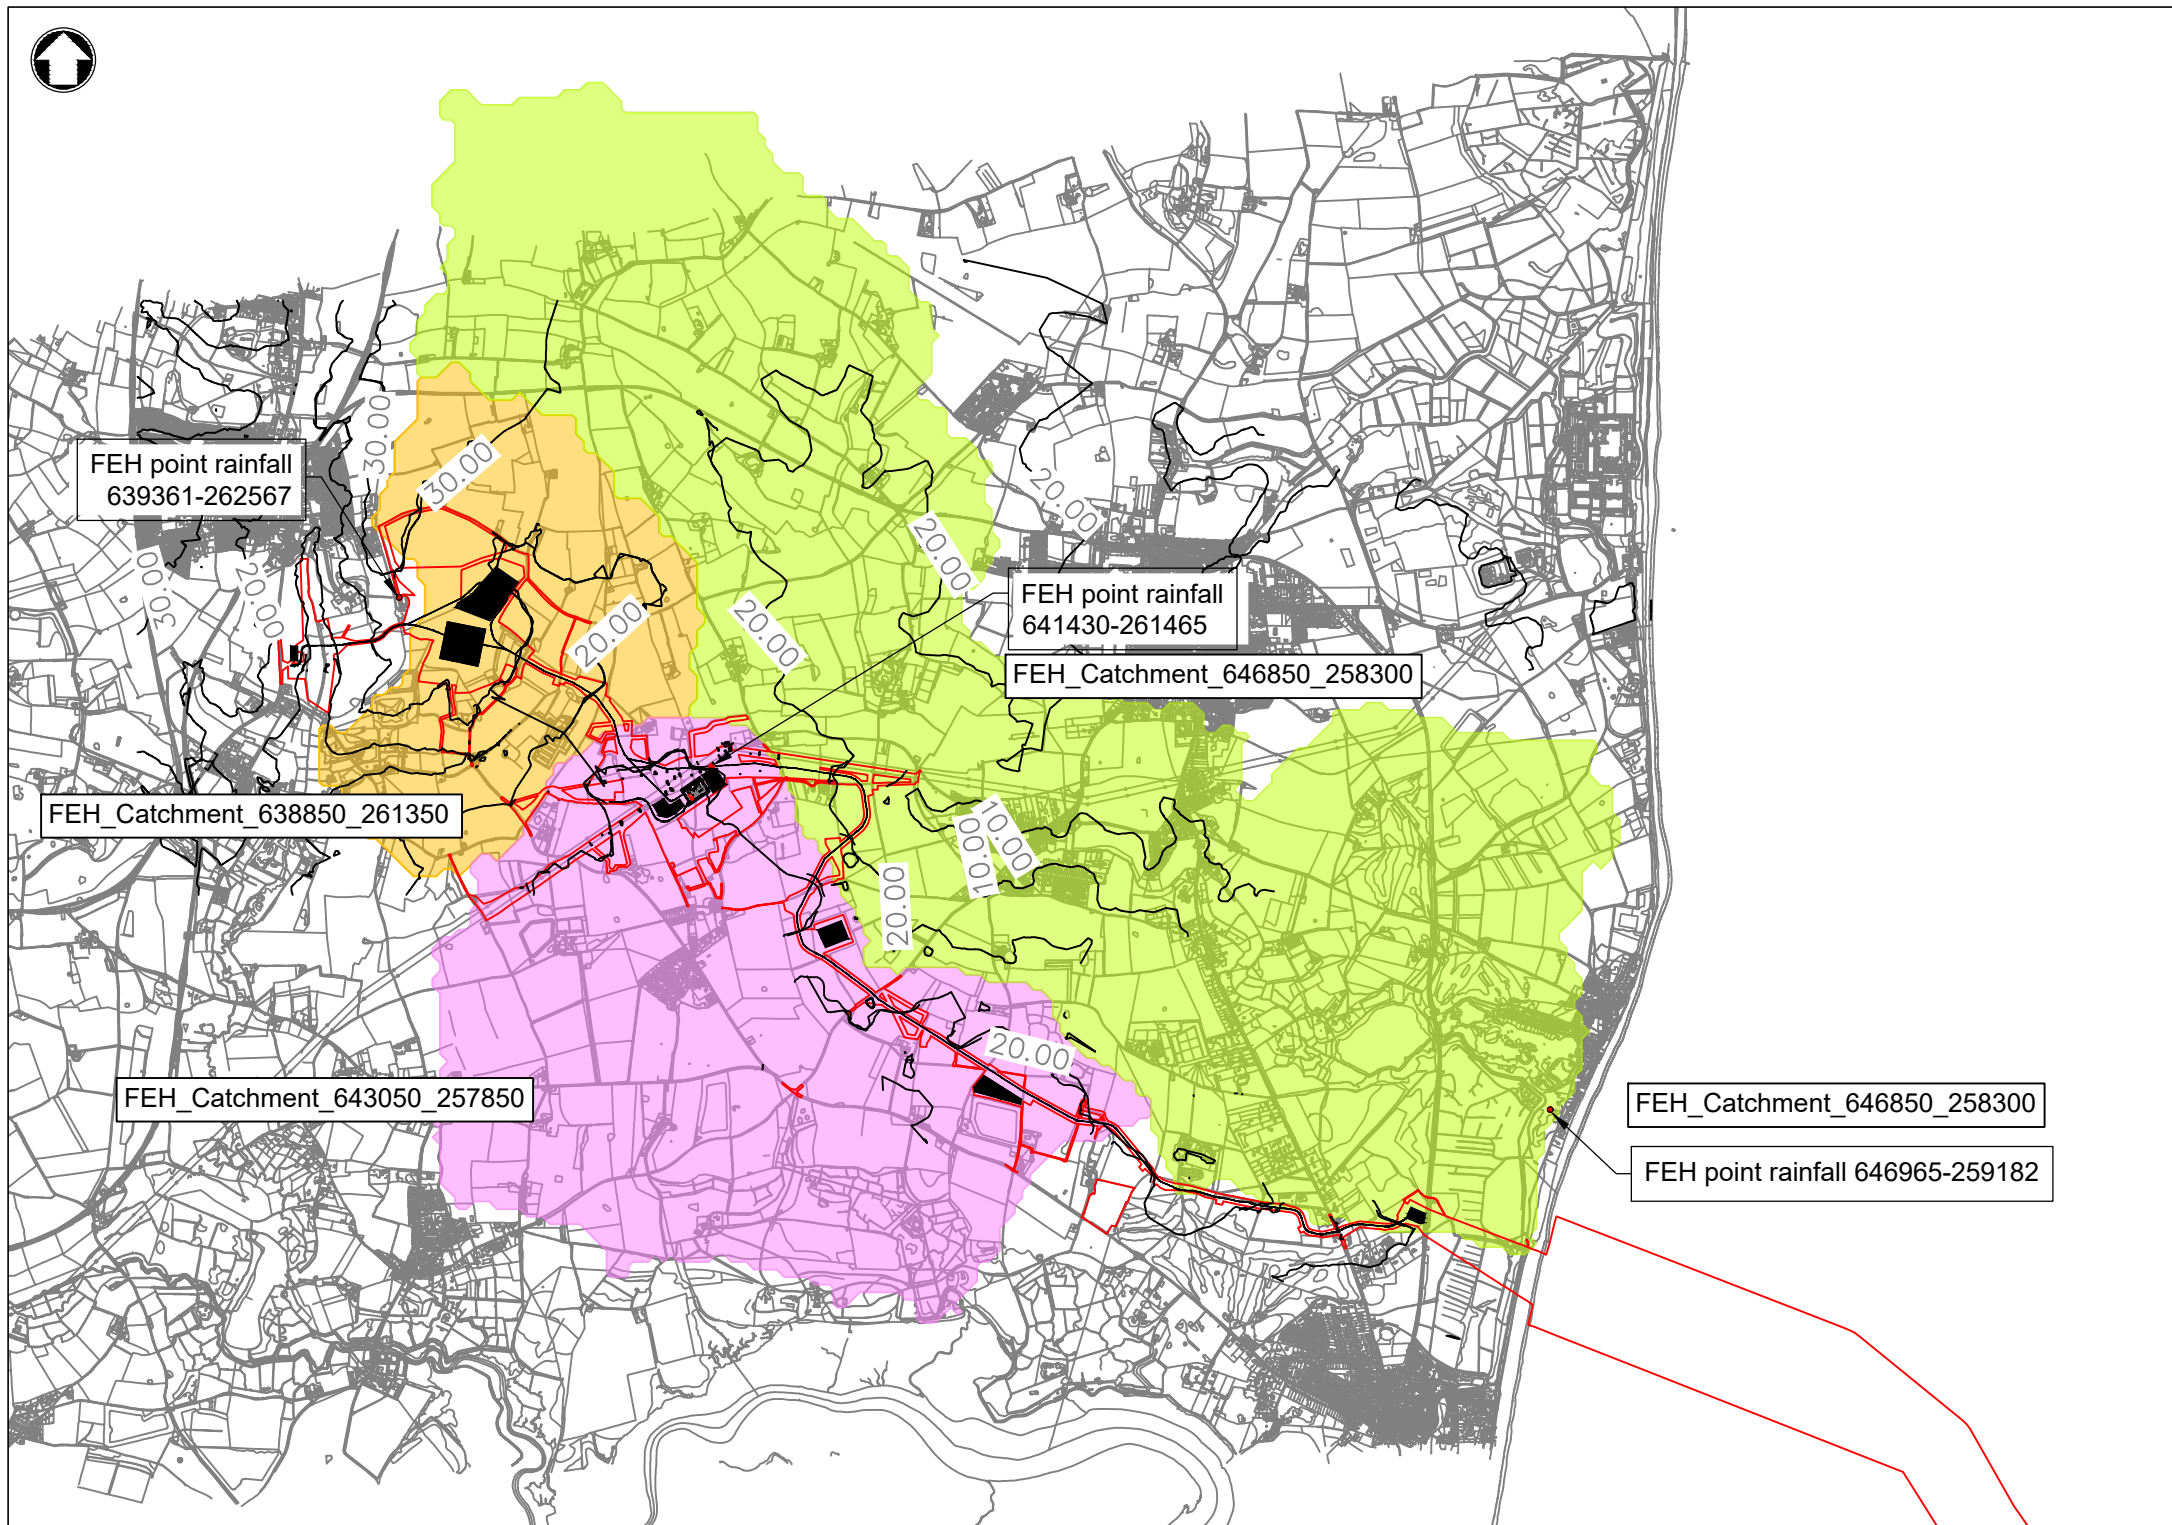 30.00
FEH point rainfall
639361-262567
30.00
20.00
20.00
30.00
20.00
FEH point rainfall
641430-261465
20.00
20.00
FEH_Catchment_646850_258300
FEH_Catchment_638850_261350
10.00
10.00
20.00
20.00
FEH_Catchment_643050_257850
FEH_Catchment_646850_258300
FEH point rainfall 646965-259182